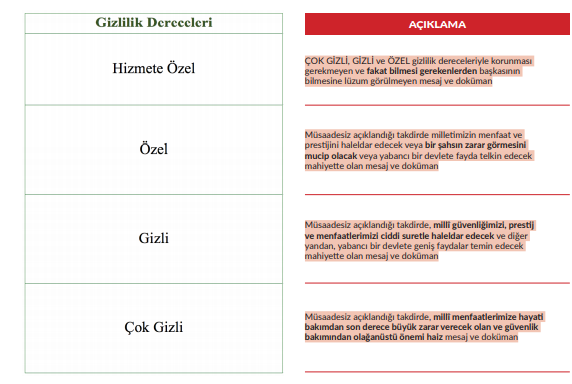 Gizlilik Dereceleri
AÇIKLAMA
Hizmete Özel
ÇOK GİZLİ, GİZLİ ve ÖZEL gizlilik dereceleriyle korunması
gerekmeyen ve fakat bilmesi gerekenlerden başkasının
bilmesine lüzum görülmeyen mesaj ve doküman
Özel
Müsaadesiz açıklandığı takdirde milletimizin menfaat ve
prestijini haleldar edecek veya bir şahsın zarar görmesini
mucip olacak veya yabancı bir devlete fayda telkin edecek
mahiyette olan mesaj ve doküman
Gizli
Müsaadesiz açıklandığı takdirde, millî güvenliğimizi, prestij
ve menfaatlerimizi ciddi suretle haleldar edecek ve diğer
yandan, yabancı bir devlete geniş faydalar temin edecek
mahiyette olan mesaj ve doküman
Çok Gizli
Müsaadesiz açıklandığı takdirde, millî menfaatlerimize hayati
bakımdan son derece büyük zarar verecek olan ve güvenlik
bakımından olağanüstü önemi haiz mesaj ve doküman